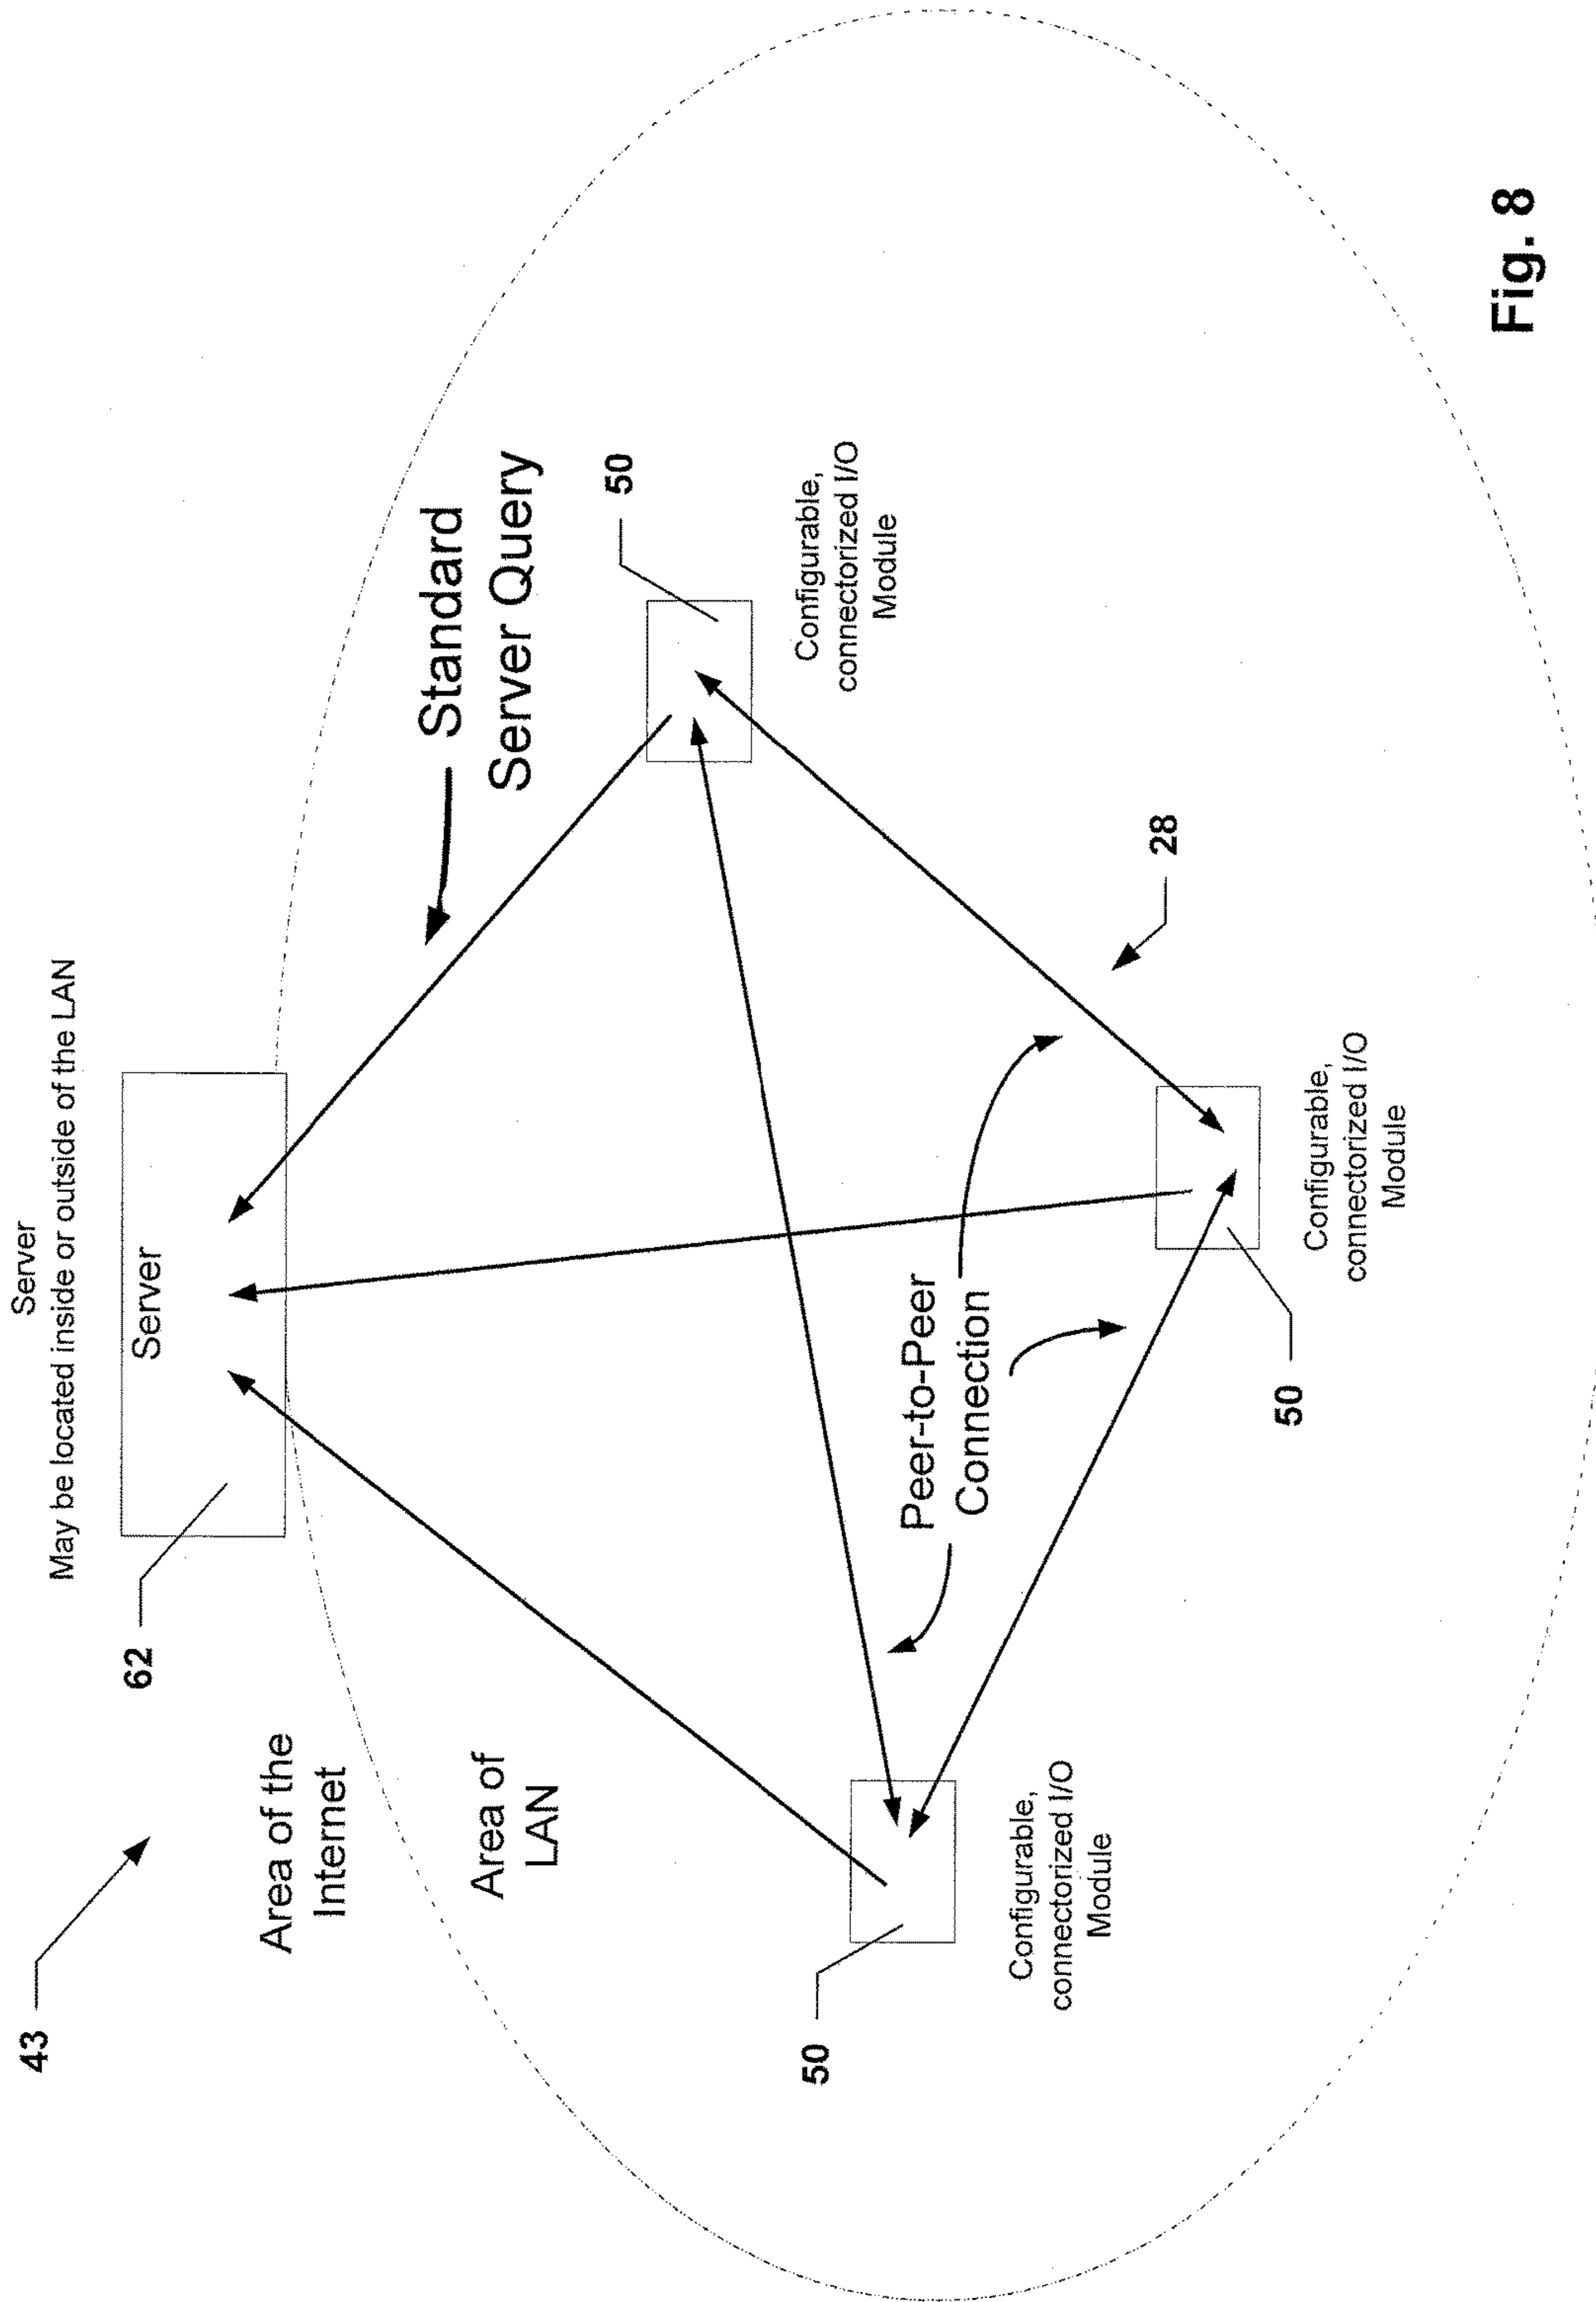 Server
May be located inside or outside of the LAN
43
62
Server
Area of the
Internet
Area of
LAN
Standard
Server Query
50
Configurable,
connectorized I/O
Module
50
Configurable,
connectorized I/O
Module
Peer-to-Peer
Connection
28
50
Configurable,
connectorized I/O
Module
Fig. 8